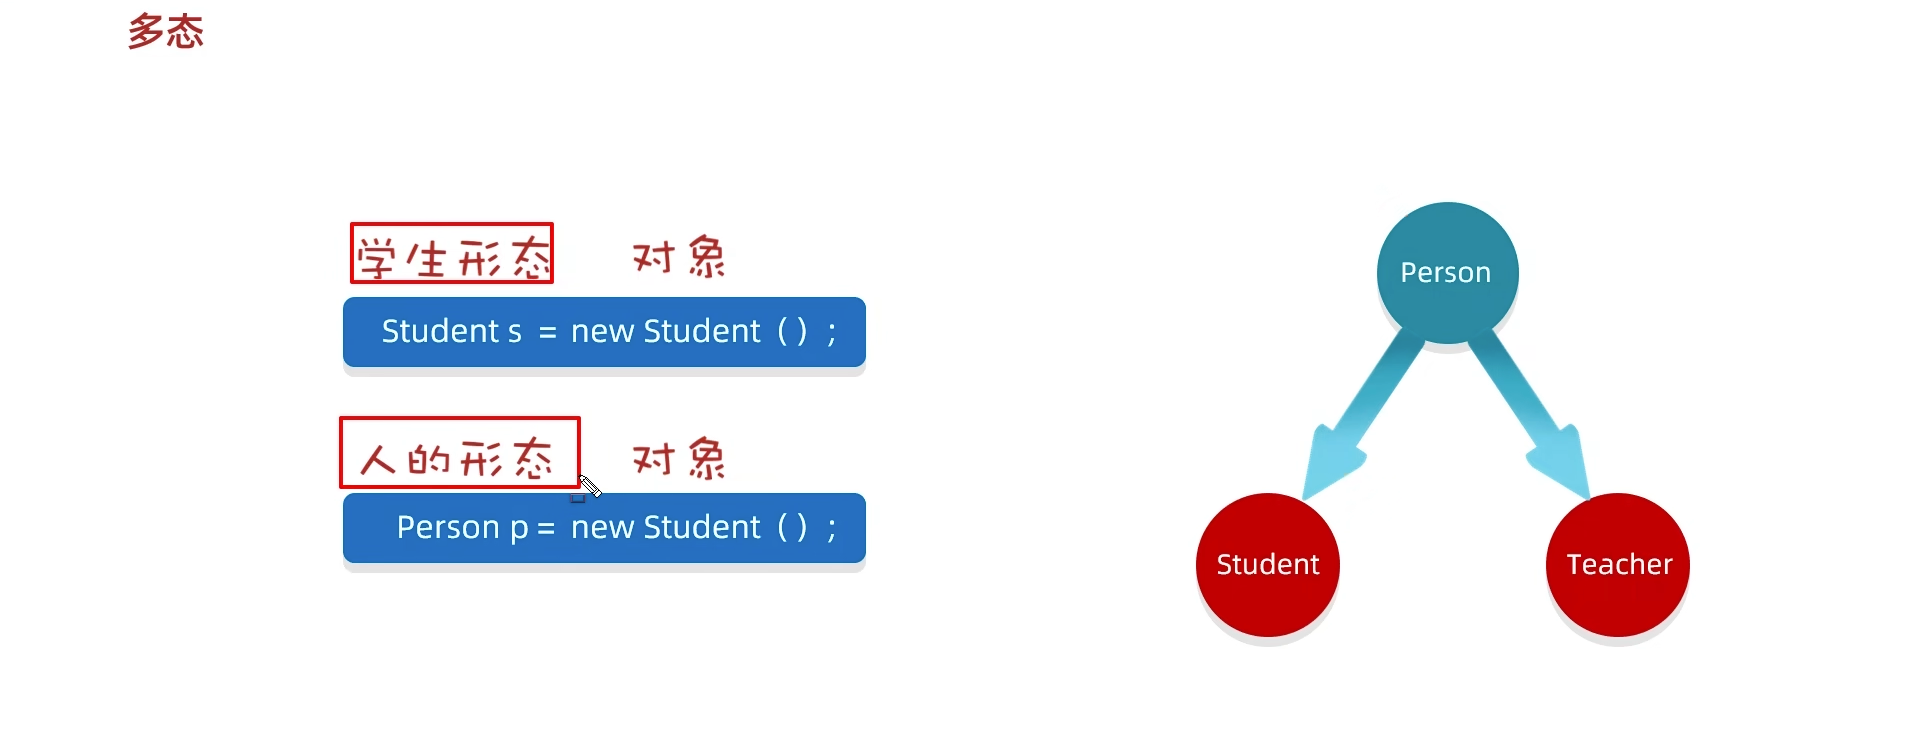 多态
学生形态 对象
Student s = new Student（）；
人的形态 对象
Person p = new Student（）；
Person
Student
Teacher